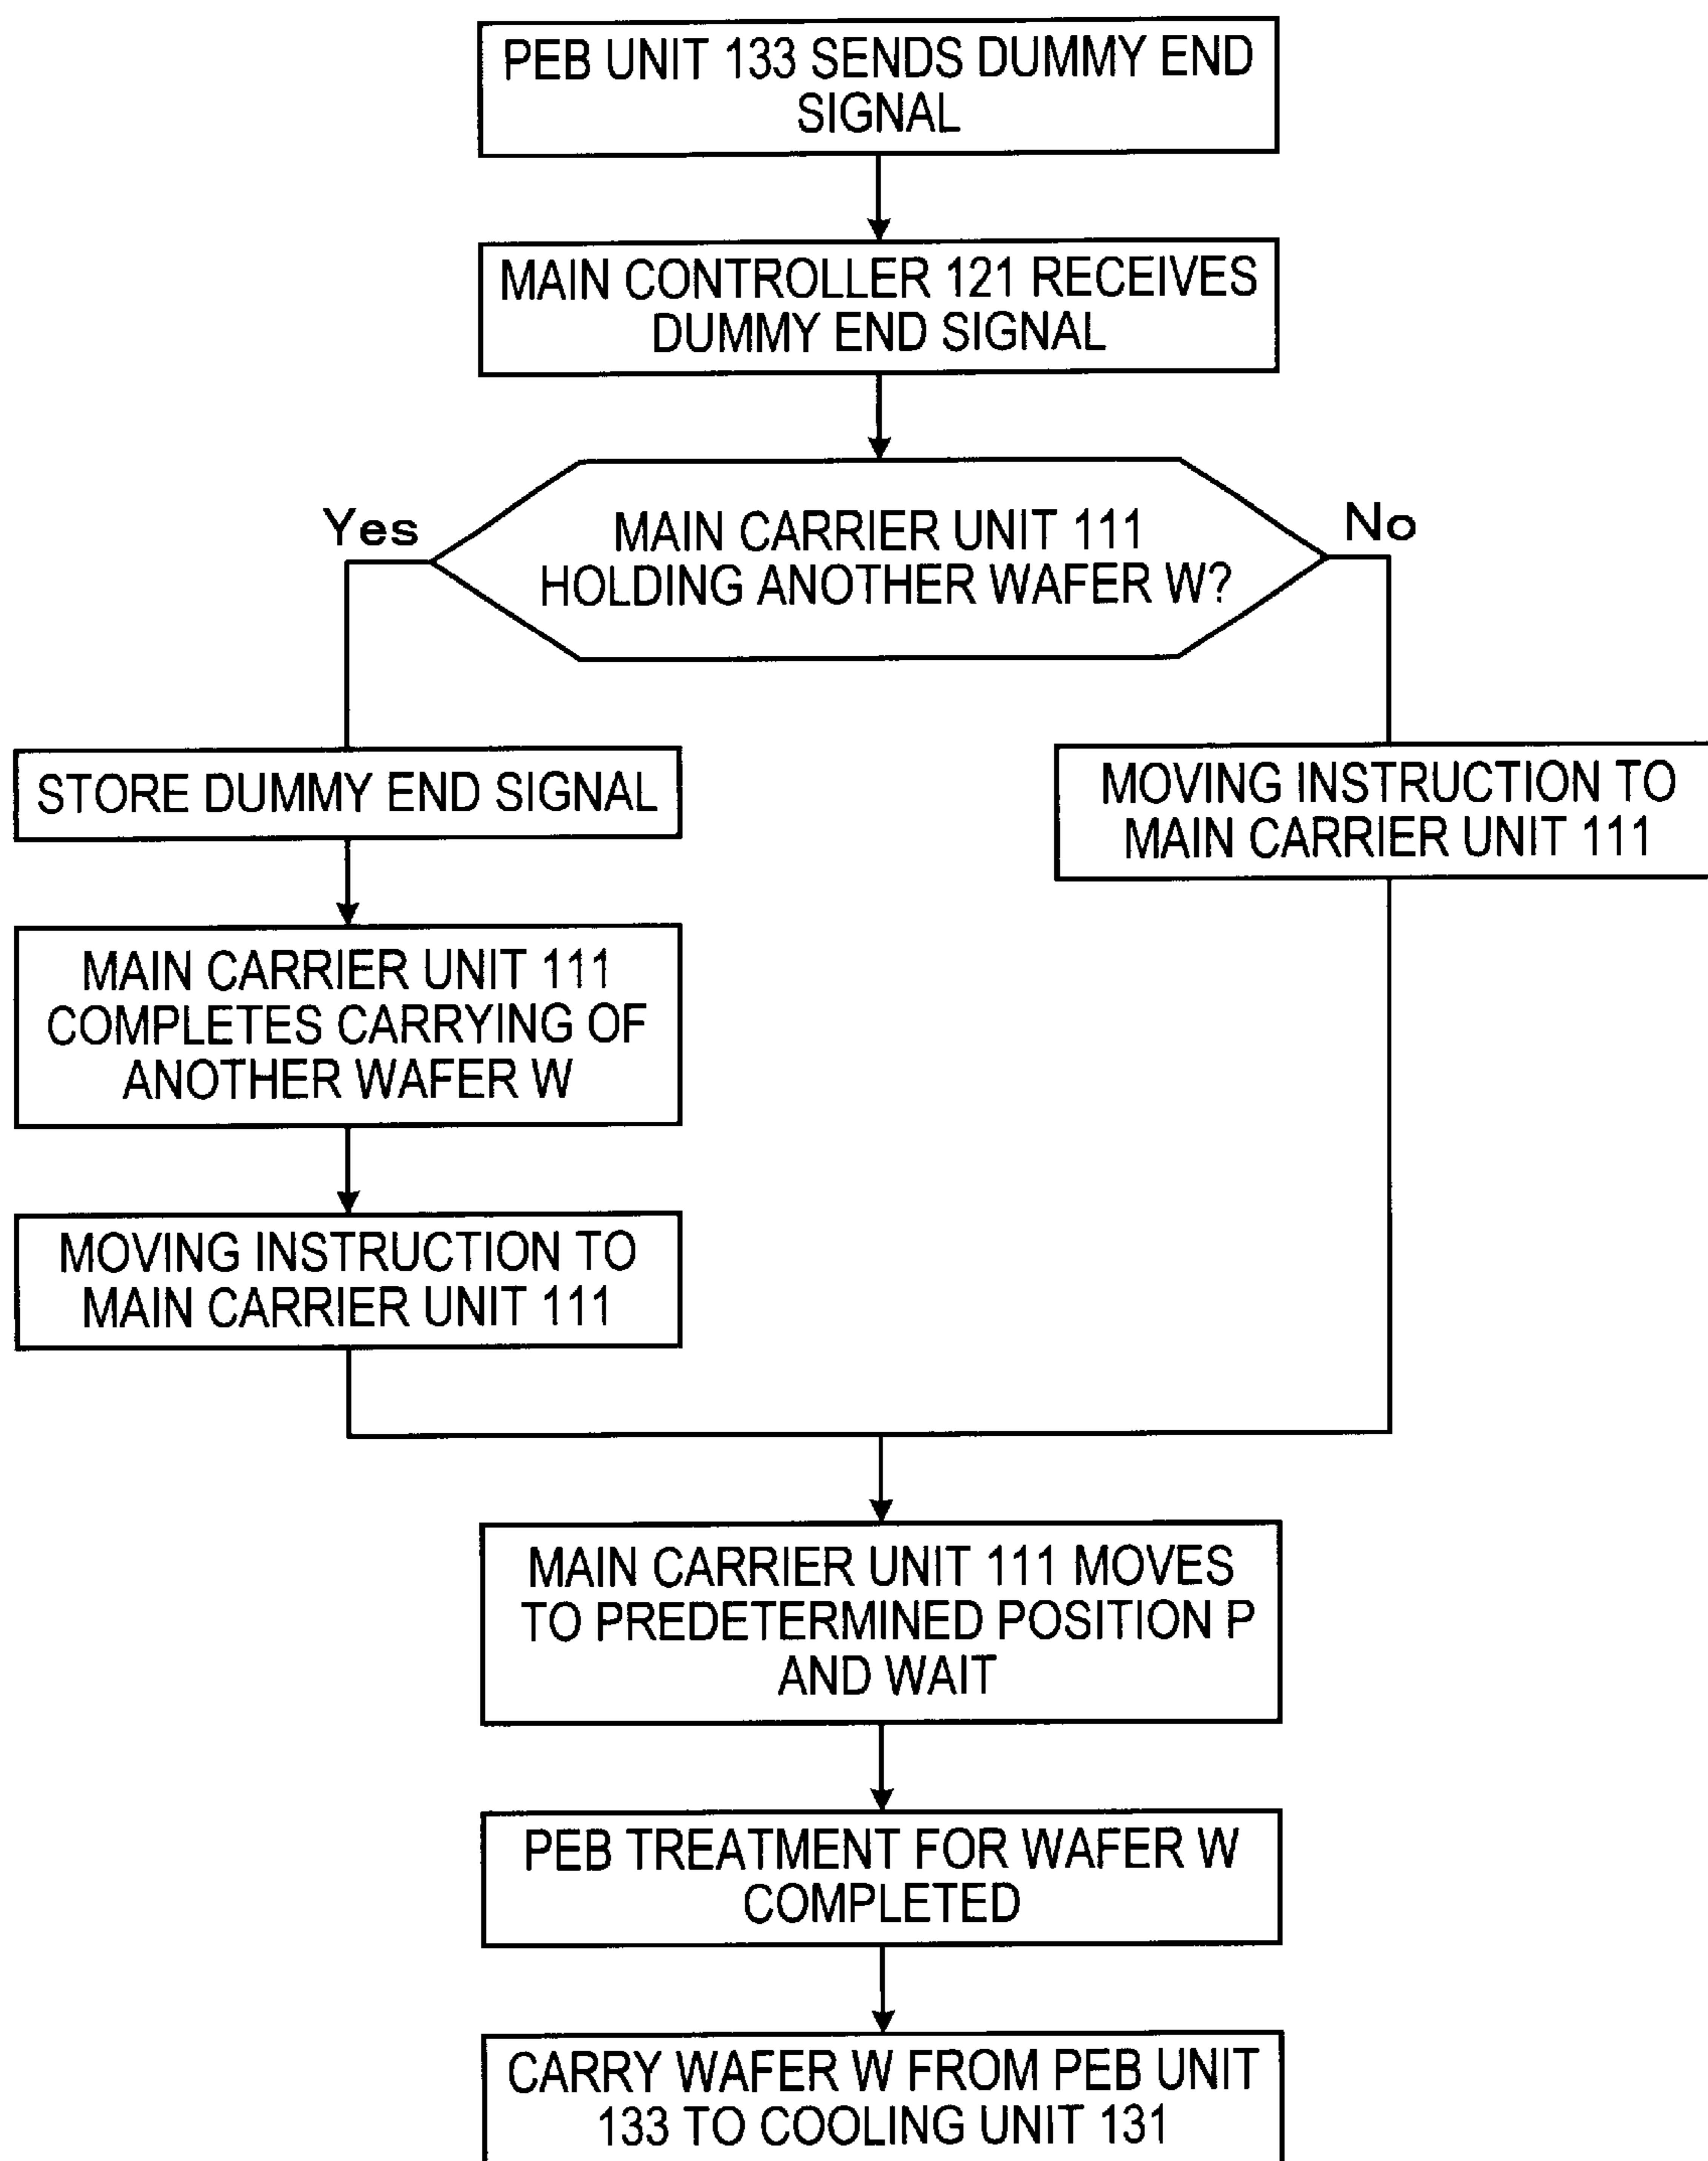 PEB UNIT 133 SENDS DUMMY END
SIGNAL
MAIN CONTROLLER 121 RECEIVES
DUMMY END SIGNAL
MAIN CARRIER UNIT 111
HOLDING ANOTHER WAFER W?
Yes
No
STORE DUMMY END SIGNAL
MAIN CARRIER UNIT 111
COMPLETES CARRYING OF
ANOTHER WAFER W
MOVING INSTRUCTION TO
MAIN CARRIER UNIT 111
MOVING INSTRUCTION TO
MAIN CARRIER UNIT 111
MAIN CARRIER UNIT 111 MOVES
TO PREDETERMINED POSITION P
AND WAIT
PEB TREATMENT FOR WAFER W
COMPLETED
CARRY WAFER W FROM PEB UNIT
133 TO COOLING UNIT 131